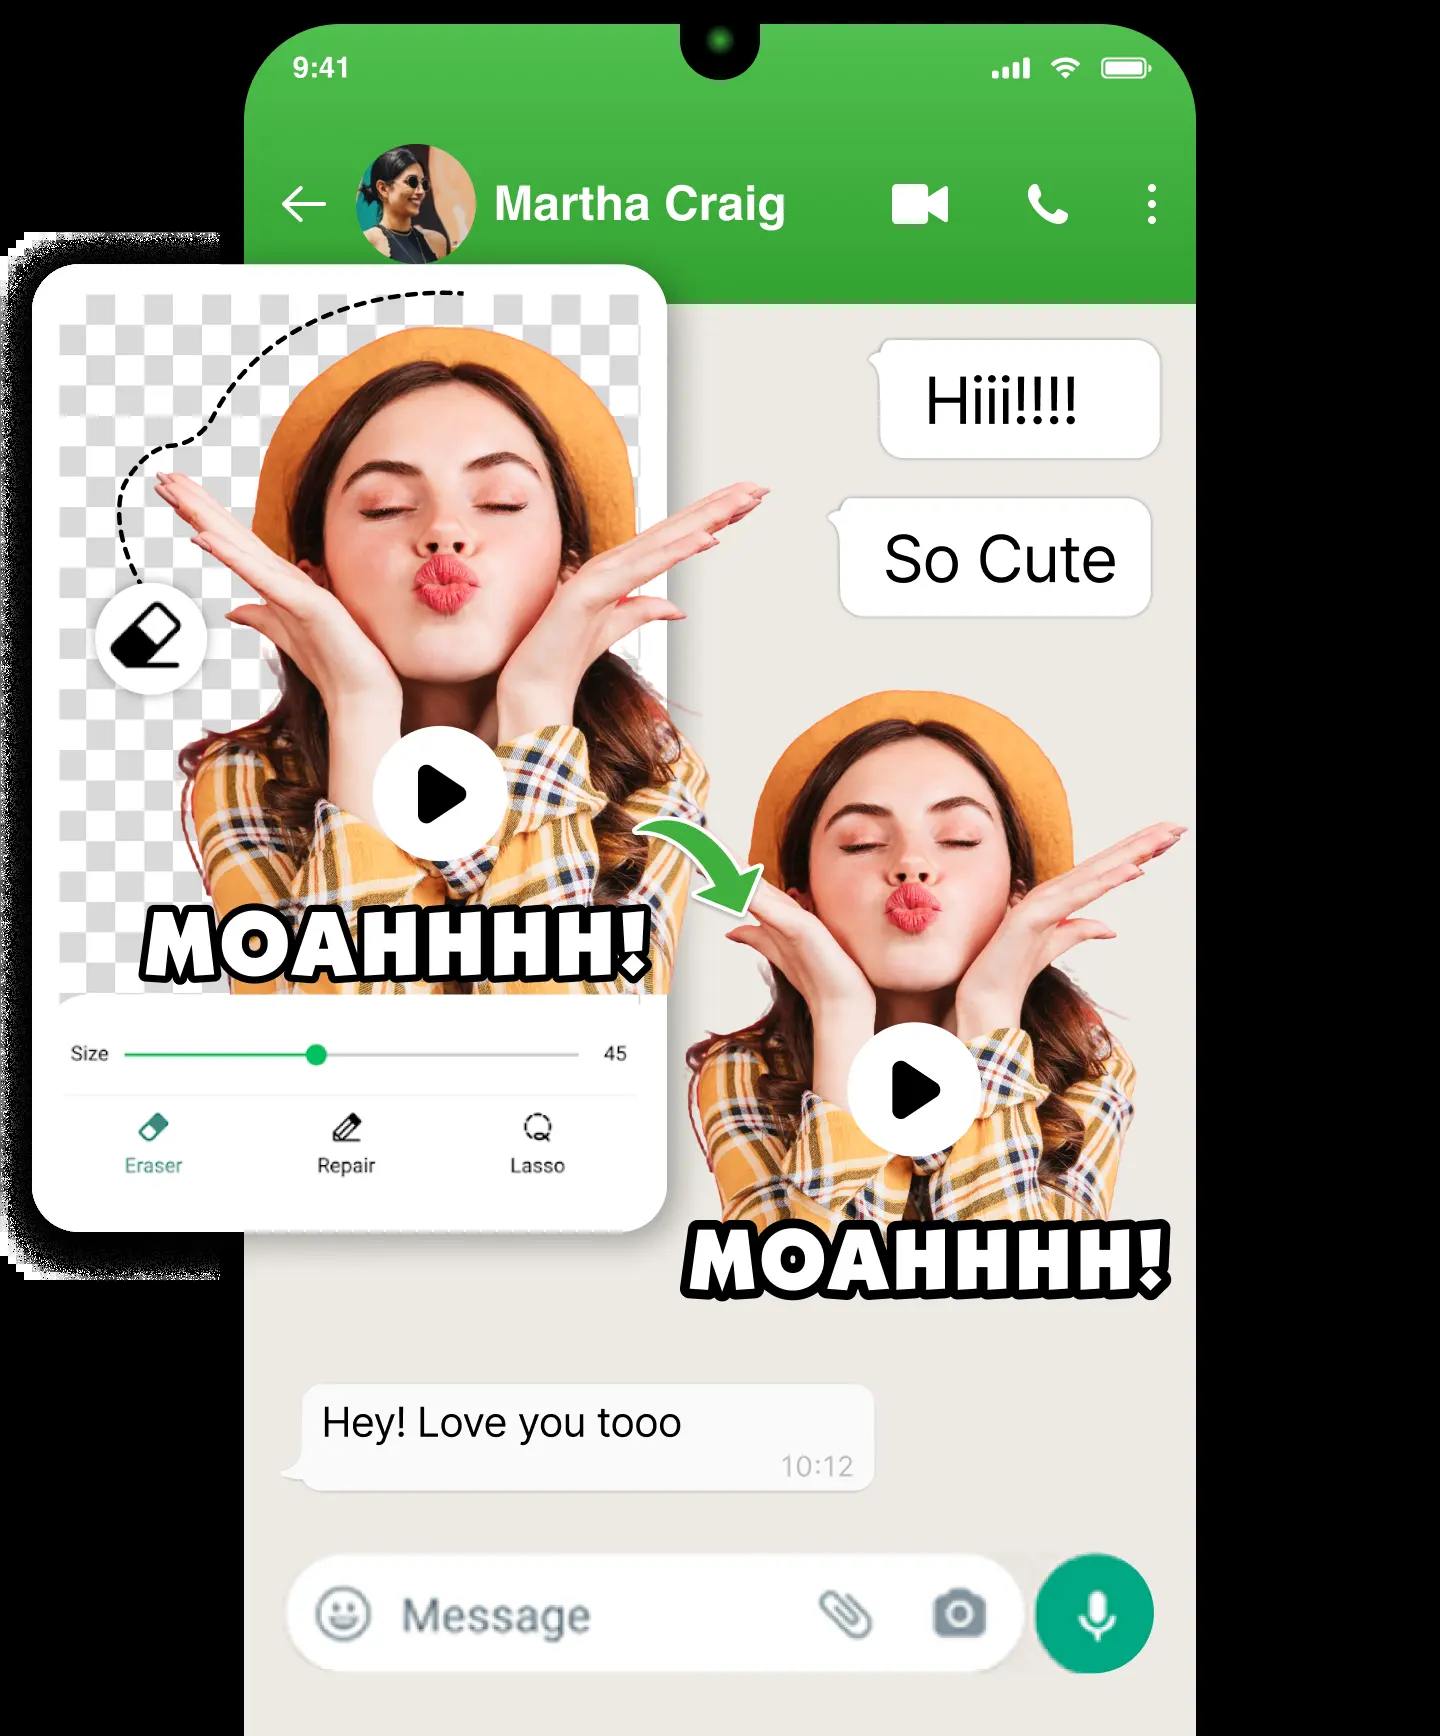 9:41
Martha Craig
Hiii!!!!
So Cute
MOAHHHH!
Size 45
Eraser Repair Lasso
MOAHHHH!
Hey! Love you tooo
10:12
Message